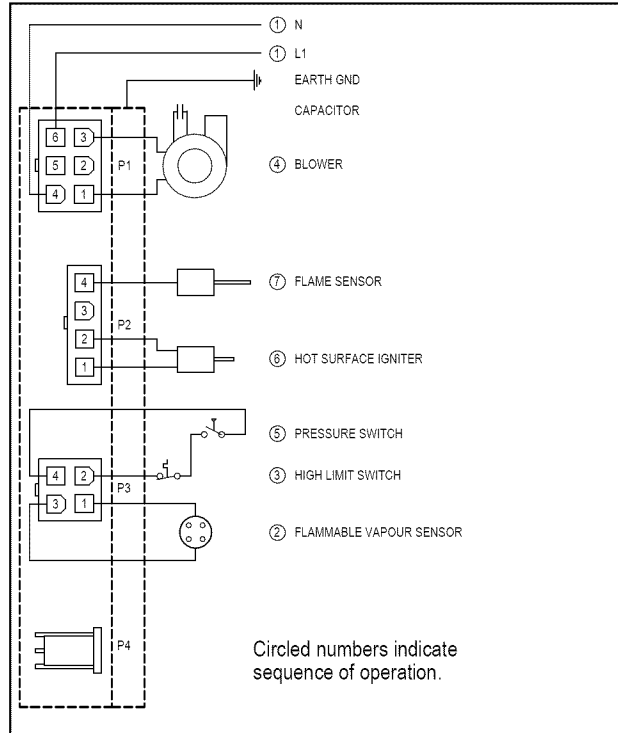 ① N
① L1
EARTH GND
CAPACITOR
6 3
P1
5 2
④ BLOWER
4 1
4
⑦ FLAME SENSOR
3
P2
2
1
⑥ HOT SURFACE IGNITER
⑤ PRESSURE SWITCH
4 2
③ HIGH LIMIT SWITCH
P3
3 1
② FLAMMABLE VAPOUR SENSOR
P4
Circled numbers indicate
sequence of operation.